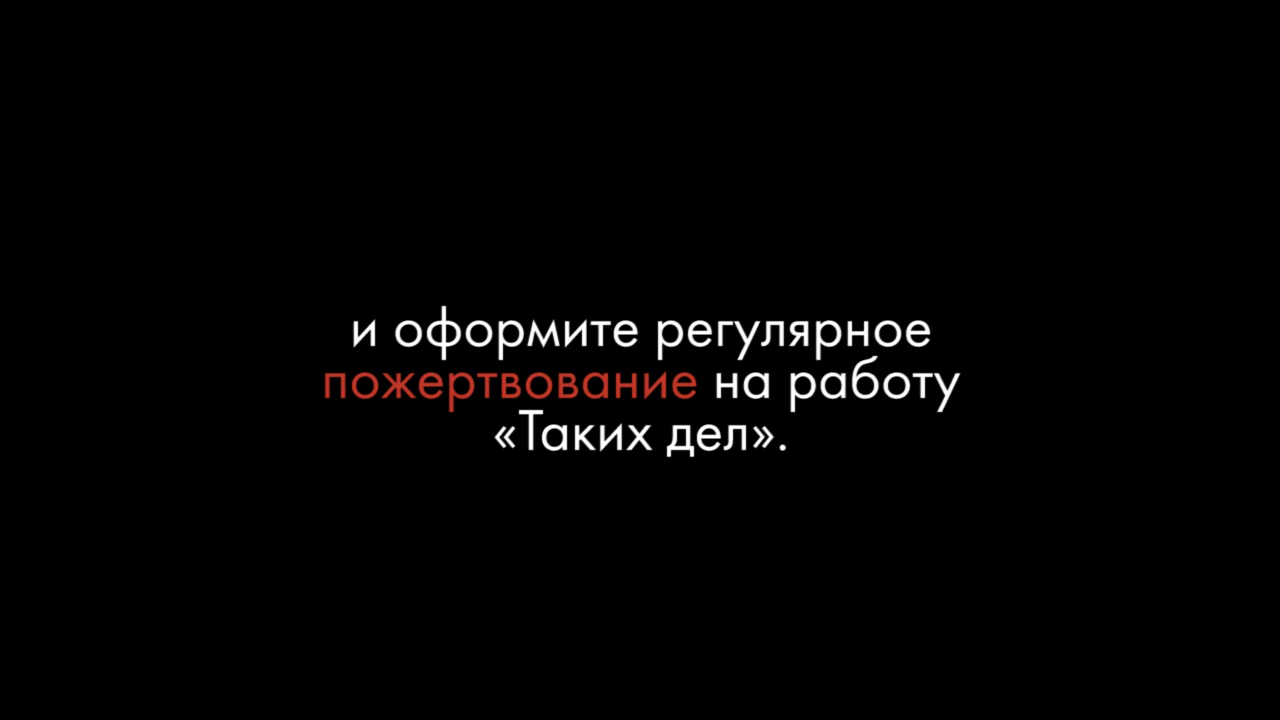 и оформите регулярное
пожертвование на работу
«Таких дел».